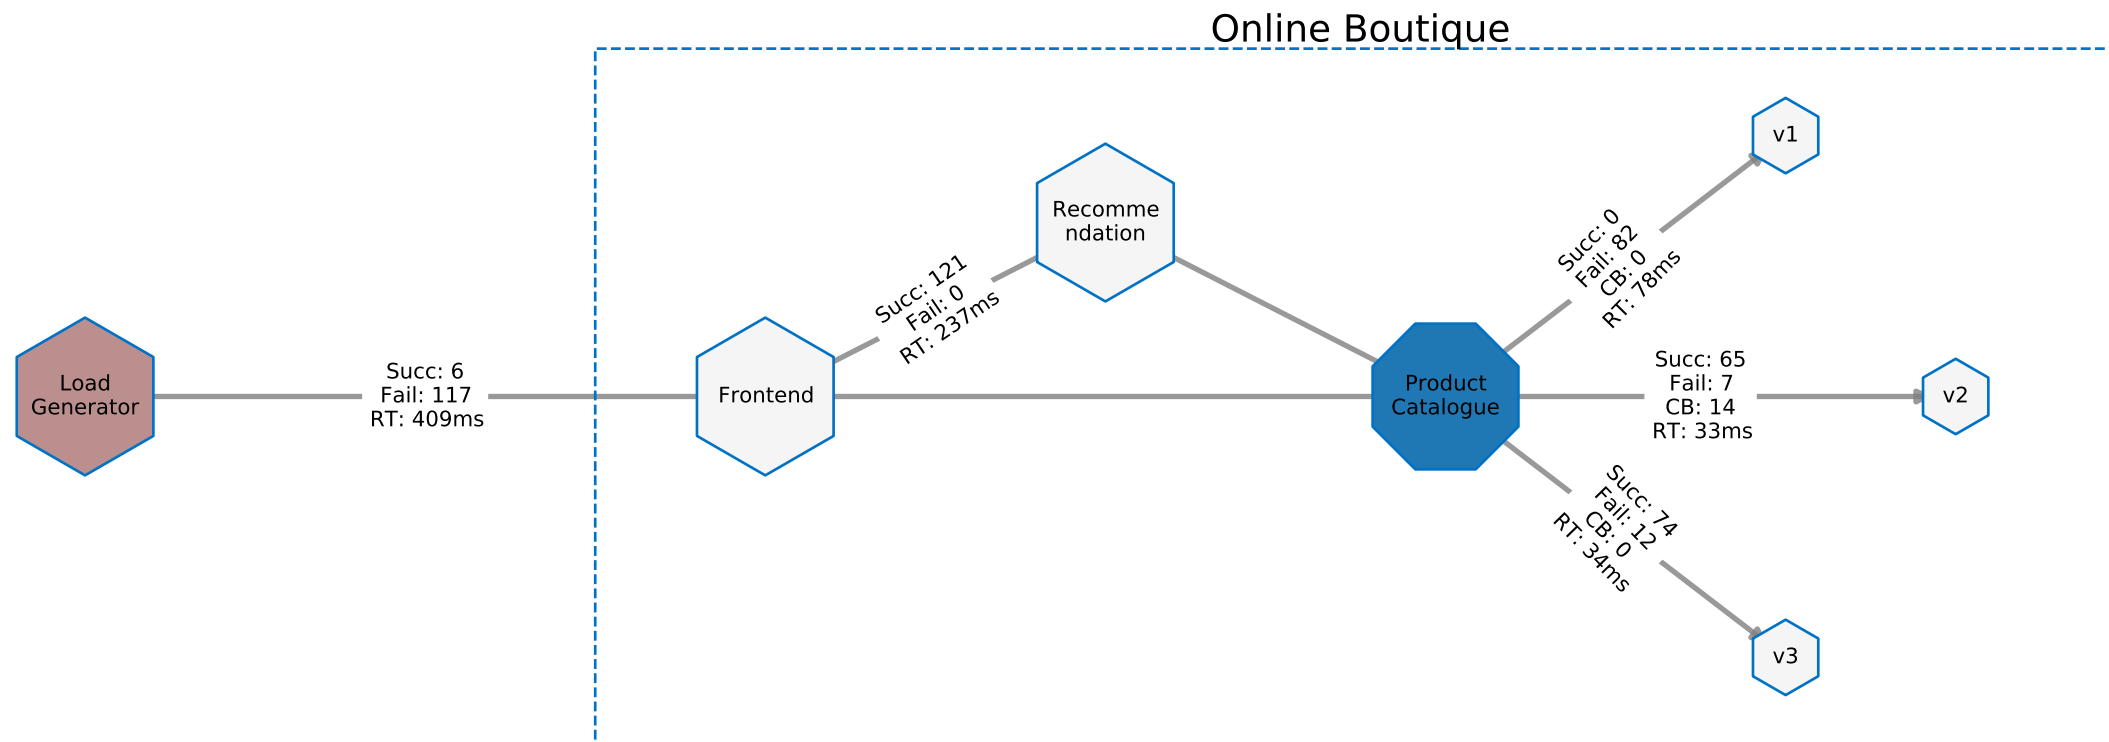 Online Boutique
Load
Generator
Succ: 6
Fail: 117
RT: 409ms
Frontend
Succ: 121
Fail: 0
RT: 237ms
Recomme
ndation
Product
Catalogue
Succ: 0
Fail: 82
CB: 0
RT: 78ms
v1
Succ: 65
Fail: 7
CB: 14
RT: 33ms
v2
Succ: 74
Fail: 12
CB: 0
RT: 34ms
v3